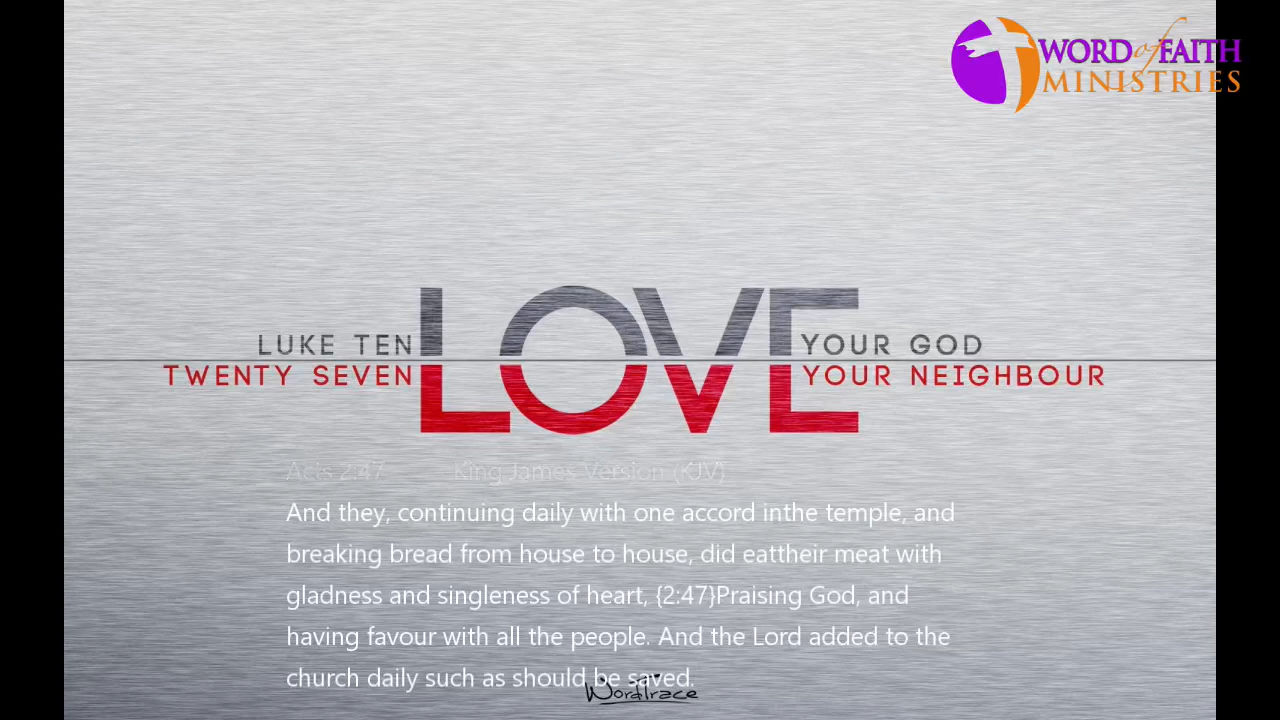 WORD of FAITH
MINISTRIES
LUKE TEN
TWENTY SEVEN
LOVE
YOUR GOD
YOUR NEIGHBOUR
Acts 2:47 King James Version (KJV)
And they, continuing daily with one accord inthe temple, and
breaking bread from house to house, did eattheir meat with
gladness and singleness of heart, {2:47}Praising God, and
having favour with all the people. And the Lord added to the
church daily such as should be saved.
WordTrace